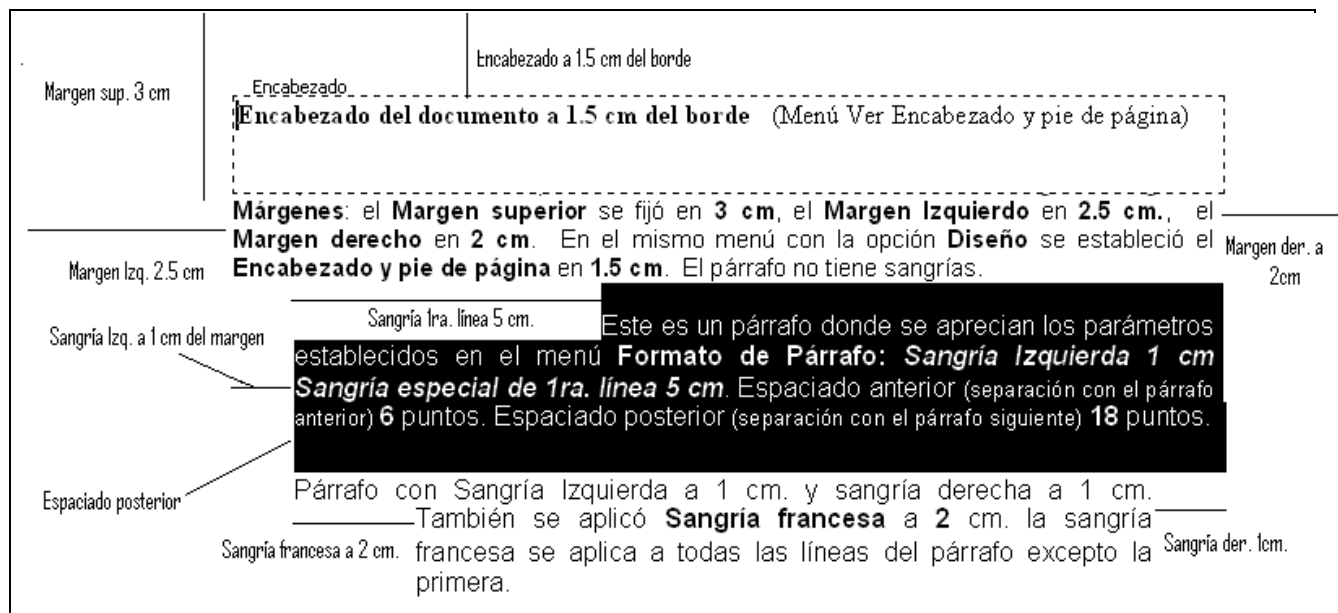 Encabezado a 1.5 cm del borde
Margen sup. 3 cm
Encabezado
Encabezado del documento a 1.5 cm del borde (Menú Ver Encabezado y pie de página)
Márgenes: el Margen superior se fijó en 3 cm, el Margen Izquierdo en 2.5 cm., el
Margen derecho en 2 cm. En el mismo menú con la opción Diseño se estableció el
Encabezado y pie de página en 1.5 cm. El párrafo no tiene sangrías.
Margen Izq. 2.5 cm
Margen der. a
2cm
Sangría 1ra. línea 5 cm.
Sangría Izq. a 1 cm del margen
Este es un párrafo donde se aprecian los parámetros
establecidos en el menú Formato de Párrafo: Sangría Izquierda 1 cm
Sangría especial de 1ra. línea 5 cm. Espaciado anterior (separación con el párrafo
anterior) 6 puntos. Espaciado posterior (separación con el párrafo siguiente) 18 puntos.
Espaciado posterior
Párrafo con Sangría Izquierda a 1 cm. y sangría derecha a 1 cm.
También se aplicó Sangría francesa a 2 cm. la sangría
francesa se aplica a todas las líneas del párrafo excepto la
primera.
Sangría francesa a 2 cm.
Sangría der. 1cm.